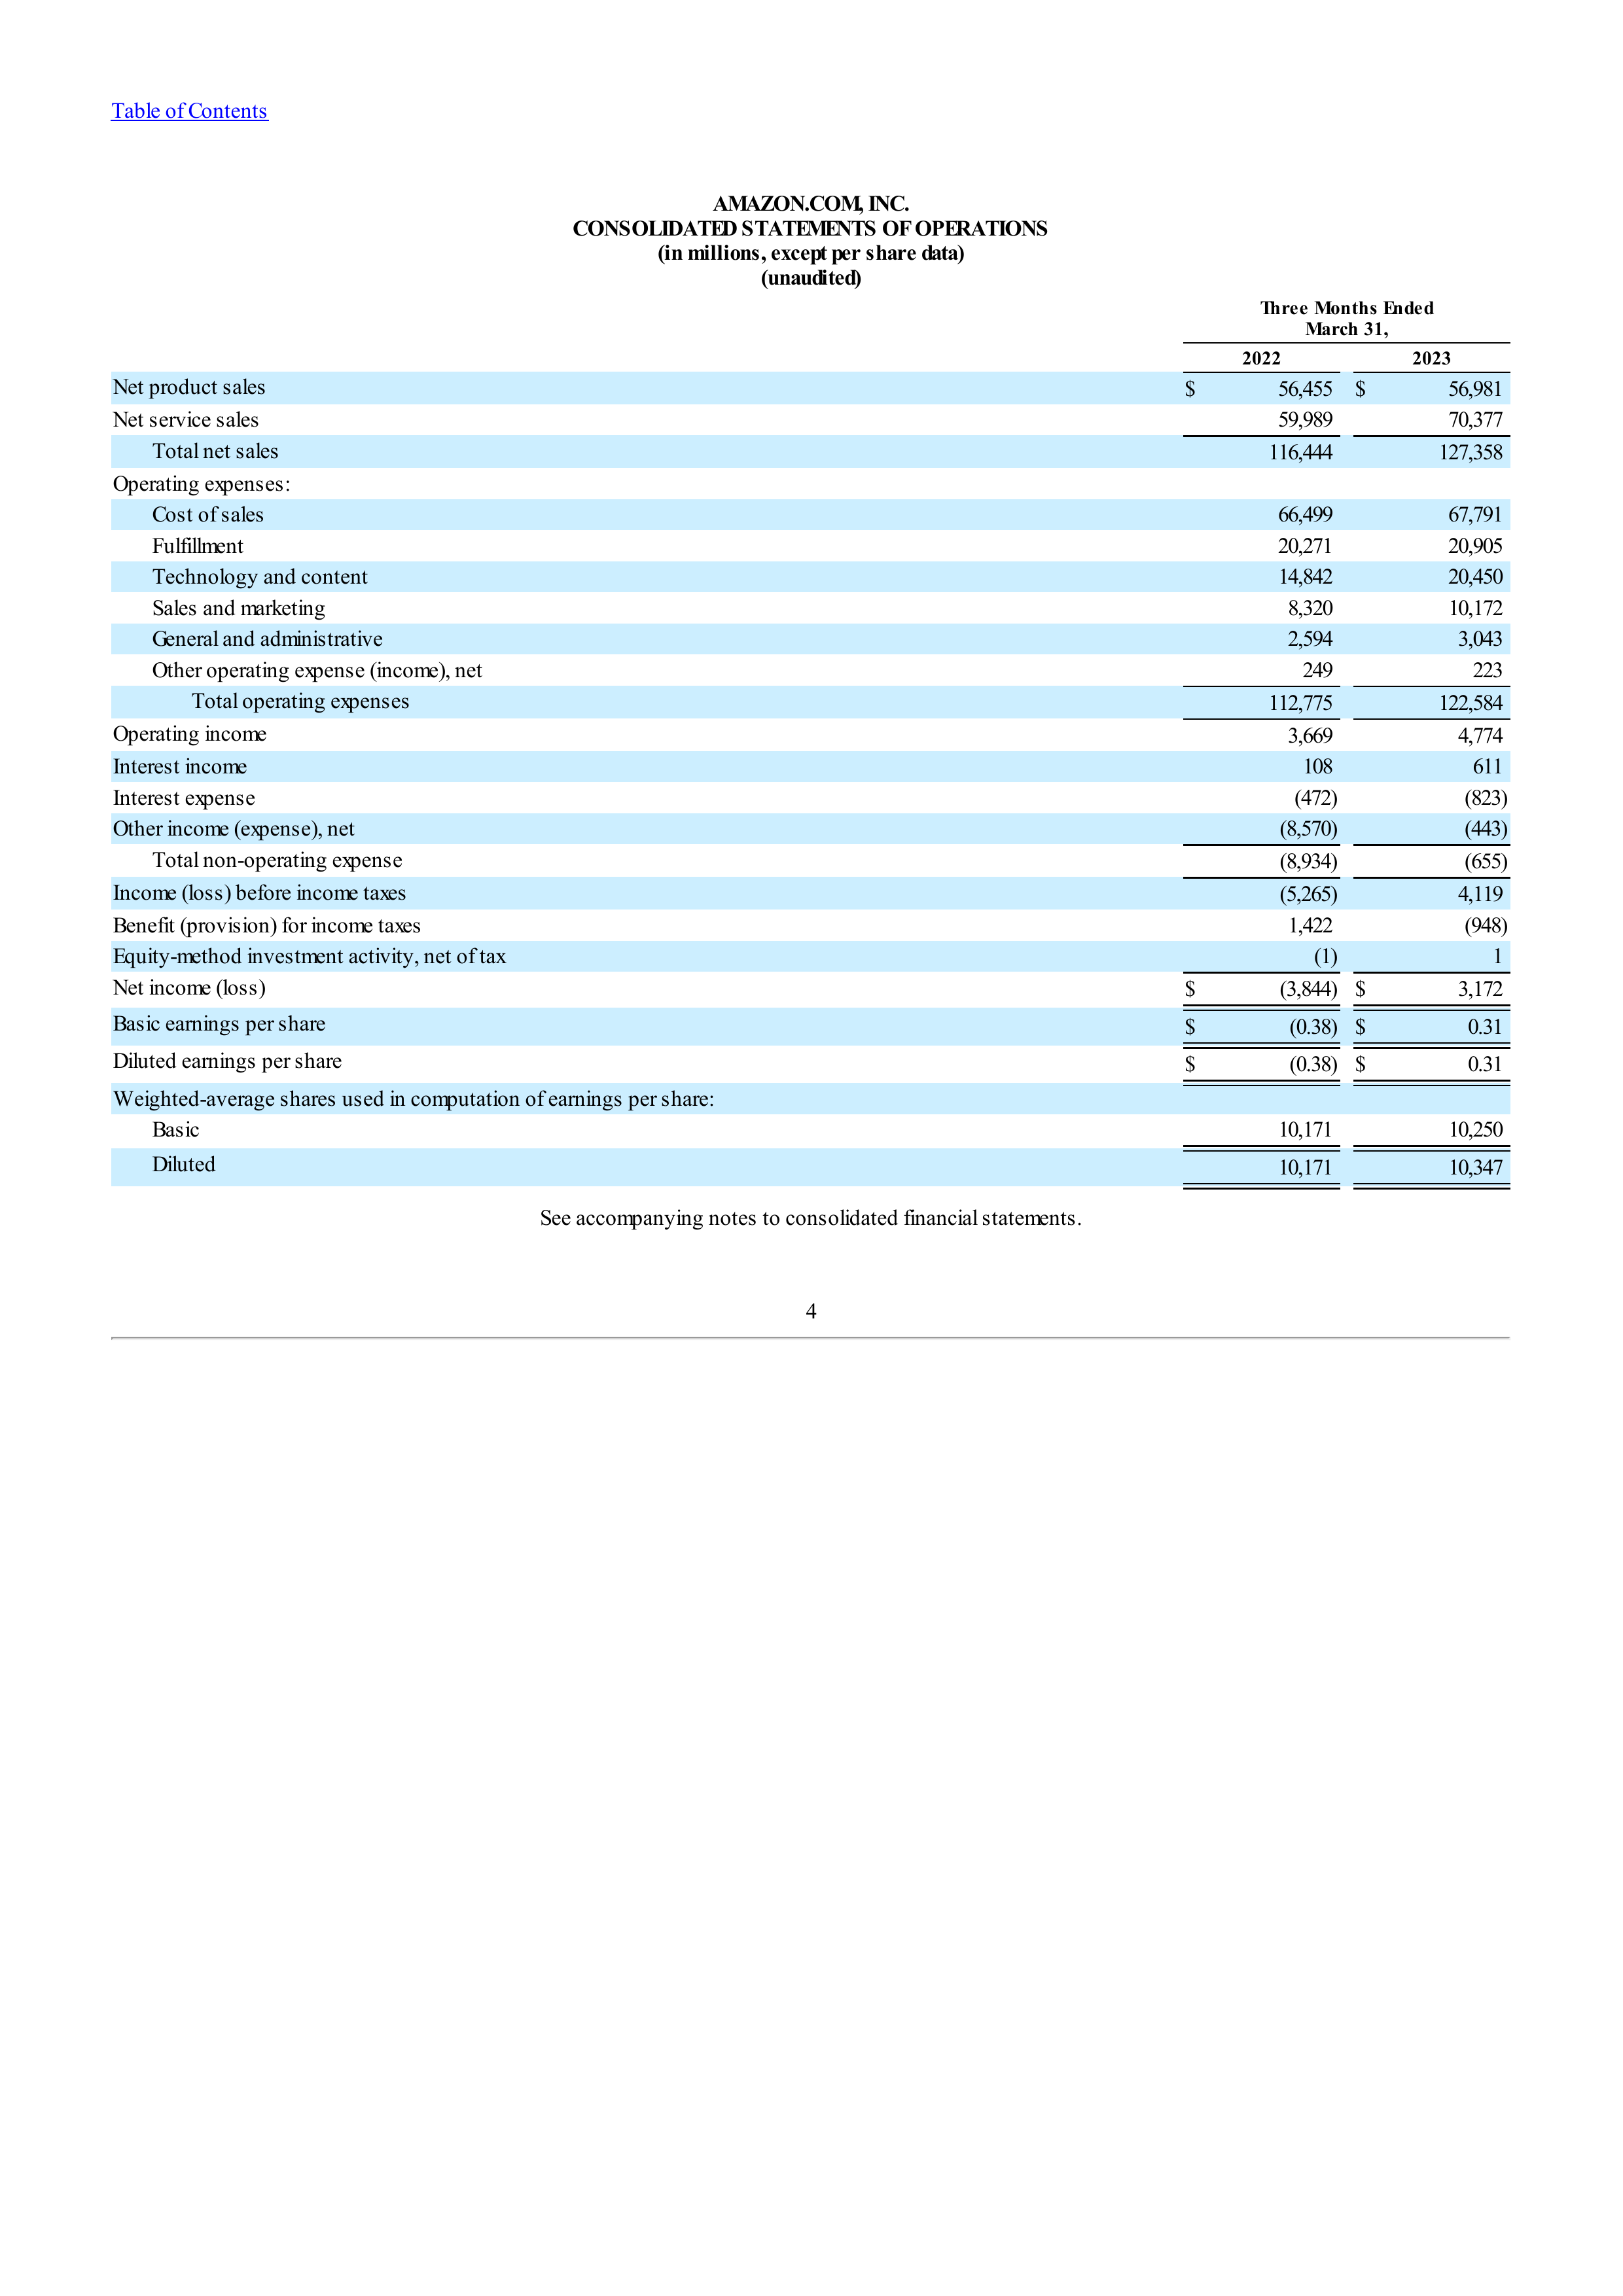 Table of Contents
AMAZON.COM, INC.
CONSOLIDATED STATEMENTS OF OPERATIONS
(in millions, except per share data)
(unaudited)
Three Months Ended
March 31,
2022 2023
Net product sales $ 56,455 $ 56,981
Net service sales 59,989 70,377
Total net sales 116,444 127,358
Operating expenses:
Cost of sales 66,499 67,791
Fulfillment 20,271 20,905
Technology and content 14,842 20,450
Sales and marketing 8,320 10,172
General and administrative 2,594 3,043
Other operating expense (income), net 249 223
Total operating expenses 112,775 122,584
Operating income 3,669 4,774
Interest income 108 611
Interest expense (472) (823)
Other income (expense), net (8,570) (443)
Total non-operating expense (8,934) (655)
Income (loss) before income taxes (5,265) 4,119
Benefit (provision) for income taxes 1,422 (948)
Equity-method investment activity, net of tax (1) 1
Net income (loss) $ (3,844) $ 3,172
Basic earnings per share $ (0.38) $ 0.31
Diluted earnings per share $ (0.38) $ 0.31
Weighted-average shares used in computation of earnings per share:
Basic 10,171 10,250
Diluted 10,171 10,347
See accompanying notes to consolidated financial statements.
4